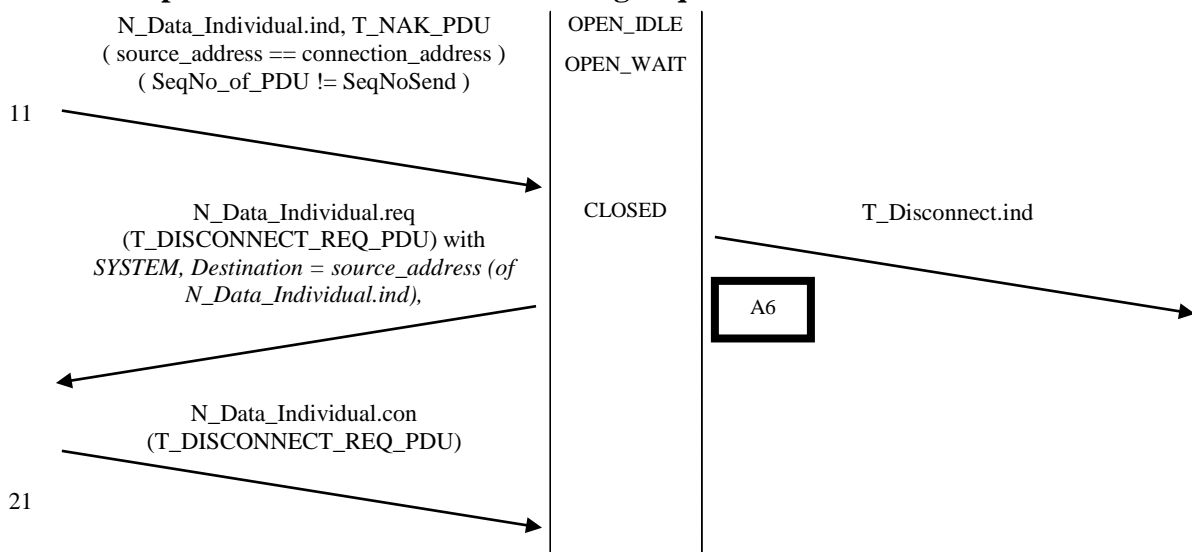 N_Data_Individual.ind, T_NAK_PDU
( source_address == connection_address )
( SeqNo_of_PDU != SeqNoSend )
OPEN_IDLE
OPEN_WAIT
11
N_Data_Individual.req
(T_DISCONNECT_REQ_PDU) with
SYSTEM, Destination = source_address (of
N_Data_Individual.ind),
CLOSED
T_Disconnect.ind
A6
N_Data_Individual.con
(T_DISCONNECT_REQ_PDU)
21